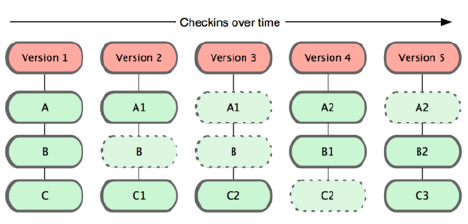 Checkins over time
Version 1 Version 2 Version 3 Version 4 Version 5
A A1 A1 A2 A2
B B B B1 B2
C C1 C2 C2 C3